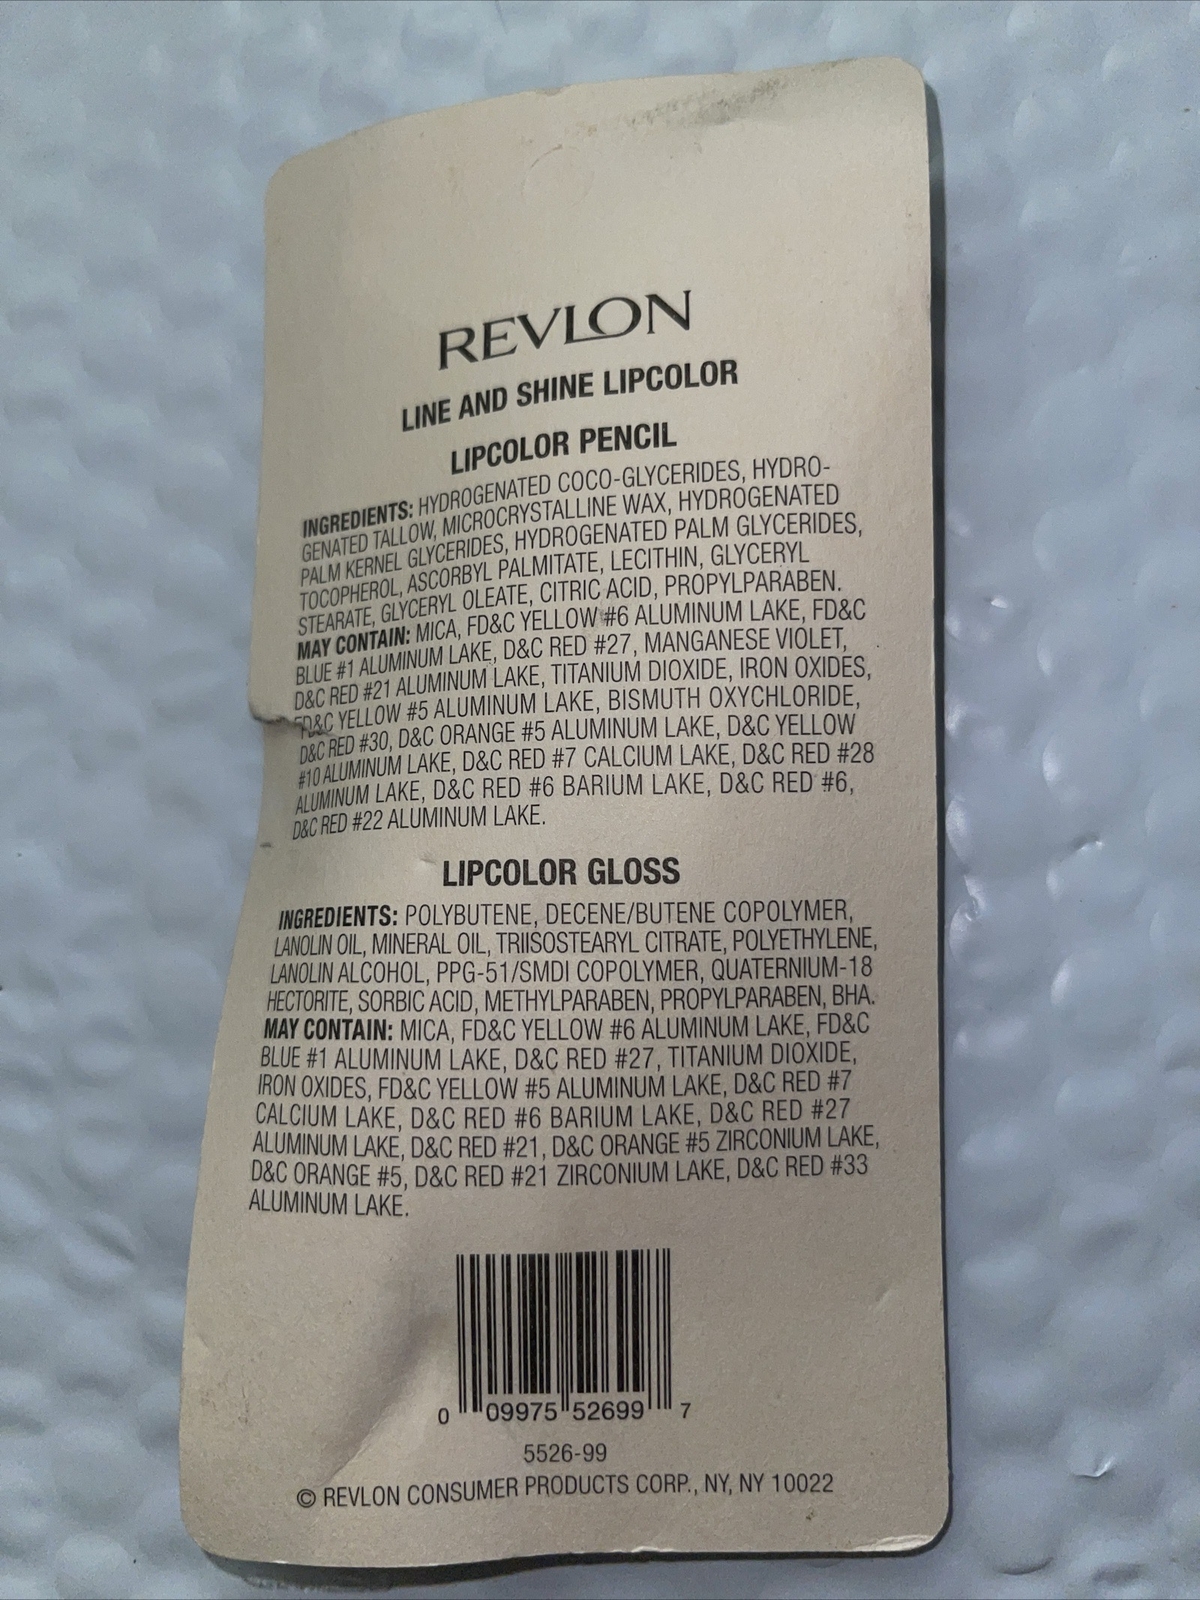 REVLON
LINE AND SHINE LIPCOLOR
LIPCOLOR PENCIL
INGREDIENTS: HYDROGENATED COCO-GLYCERIDES, HYDRO-
GENATED TALLOW, MICROCRYSTALLINE WAX, HYDROGENATED
PALM KERNEL GLYCERIDES, HYDROGENATED PALM GLYCERIDES,
TOCOPHEROL, ASCORBYL PALMITATE, LECITHIN, GLYCERYL
STEARATE, GLYCERYL OLEATE, CITRIC ACID, PROPYLPARABEN.
MAY CONTAIN: MICA, FD&C YELLOW #6 ALUMINUM LAKE, FD&C
BLUE #1 ALUMINUM LAKE, D&C RED #27, MANGANESE VIOLET,
D&C RED #21 ALUMINUM LAKE, TITANIUM DIOXIDE, IRON OXIDES,
FD&C YELLOW #5 ALUMINUM LAKE, BISMUTH OXYCHLORIDE,
D&C RED #30, D&C ORANGE #5 ALUMINUM LAKE, D&C YELLOW
#10 ALUMINUM LAKE, D&C RED #7 CALCIUM LAKE, D&C RED #28
ALUMINUM LAKE, D&C RED #6 BARIUM LAKE, D&C RED #6,
D&C RED #22 ALUMINUM LAKE.
LIPCOLOR GLOSS
INGREDIENTS: POLYBUTENE, DECENE/BUTENE COPOLYMER,
LANOLIN OIL, MINERAL OIL, TRIISOSTEARYL CITRATE, POLYETHYLENE,
LANOLIN ALCOHOL, PPG-51/SMDI COPOLYMER, QUATERNIUM-18
HECTORITE, SORBIC ACID, METHYLPARABEN, PROPYLPARABEN, BHA.
MAY CONTAIN: MICA, FD&C YELLOW #6 ALUMINUM LAKE, FD&C
BLUE #1 ALUMINUM LAKE, D&C RED #27, TITANIUM DIOXIDE,
IRON OXIDES, FD&C YELLOW #5 ALUMINUM LAKE, D&C RED #7
CALCIUM LAKE, D&C RED #6 BARIUM LAKE, D&C RED #27
ALUMINUM LAKE, D&C RED #21, D&C ORANGE #5 ZIRCONIUM LAKE,
D&C ORANGE #5, D&C RED #21 ZIRCONIUM LAKE, D&C RED #33
ALUMINUM LAKE.
0 09975 52699 7
5526-99
© REVLON CONSUMER PRODUCTS CORP., NY, NY 10022